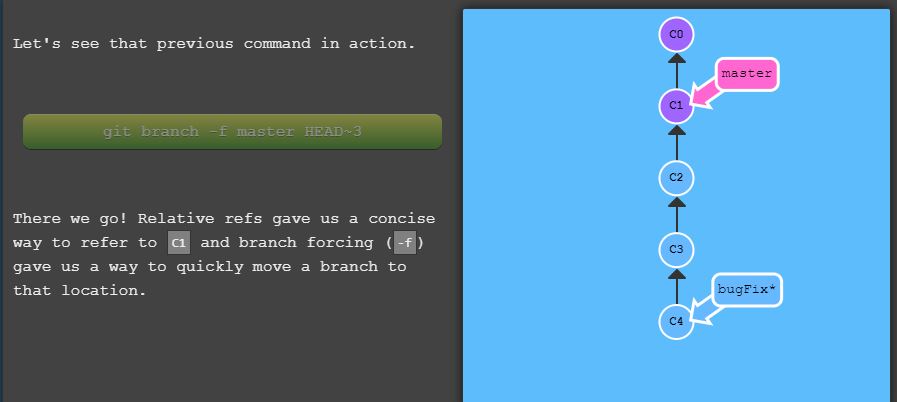 Let's see that previous command in action.
git branch -f master HEAD~3
There we go! Relative refs gave us a concise
way to refer to C1 and branch forcing (-f)
gave us a way to quickly move a branch to
that location.
C0
master
C1
C2
C3
bugFix*
C4